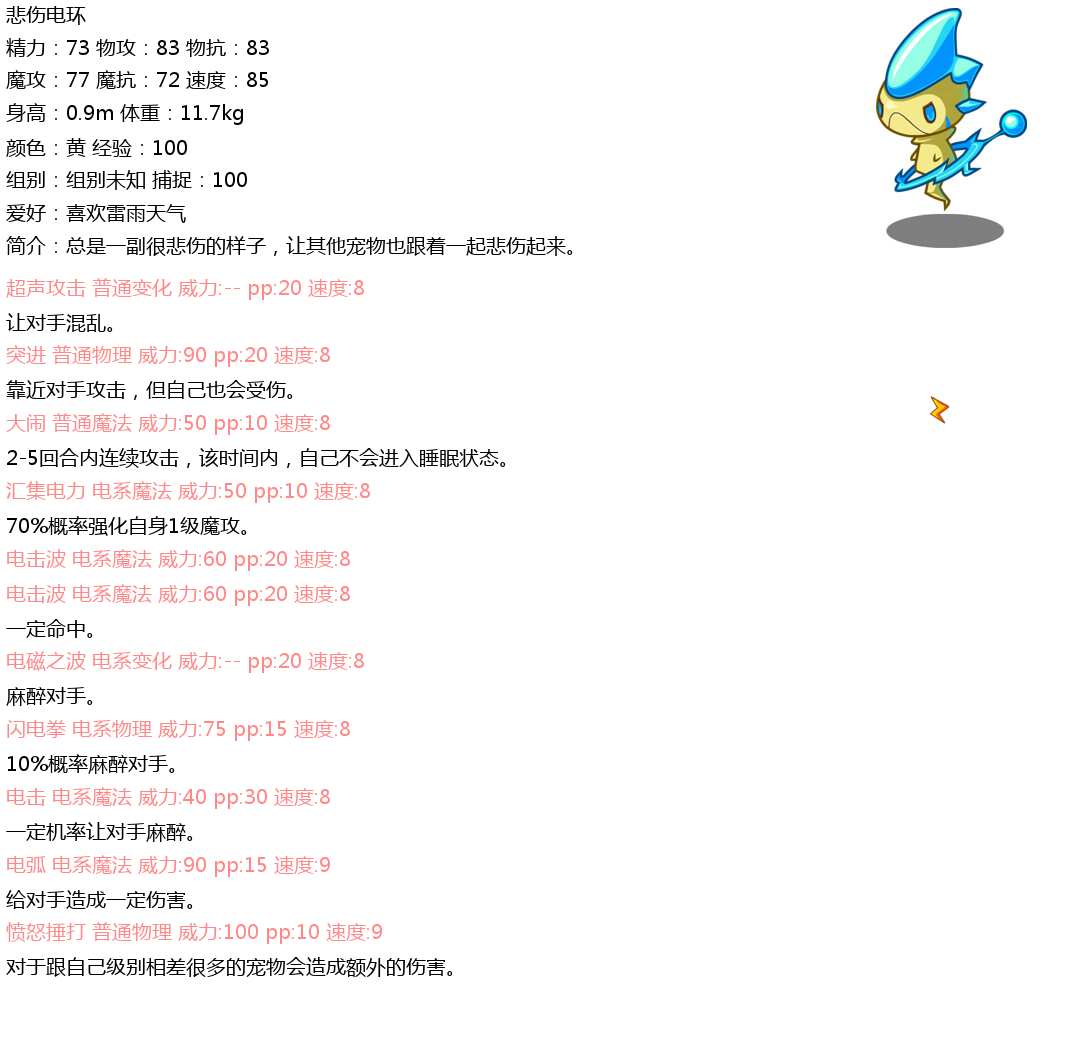 悲伤电环
精力：73 物攻：83 物抗：83
魔攻：77 魔抗：72 速度：85
身高：0.9m 体重：11.7kg
颜色：黄 经验：100
组别：组别未知 捕捉：100
爱好：喜欢雷雨天气
简介：总是一副很悲伤的样子，让其他宠物也跟着一起悲伤起来。
超声攻击 普通变化 威力:-- pp:20 速度:8
让对手混乱。
突进 普通物理 威力:90 pp:20 速度:8
靠近对手攻击，但自己也会受伤。
大闹 普通魔法 威力:50 pp:10 速度:8
2-5回合内连续攻击，该时间内，自己不会进入睡眠状态。
汇集电力 电系魔法 威力:50 pp:10 速度:8
70%概率强化自身1级魔攻。
电击波 电系魔法 威力:60 pp:20 速度:8
电击波 电系魔法 威力:60 pp:20 速度:8
一定命中。
电磁之波 电系变化 威力:-- pp:20 速度:8
麻醉对手。
闪电拳 电系物理 威力:75 pp:15 速度:8
10%概率麻醉对手。
电击 电系魔法 威力:40 pp:30 速度:8
一定机率让对手麻醉。
电弧 电系魔法 威力:90 pp:15 速度:9
给对手造成一定伤害。
愤怒捶打 普通物理 威力:100 pp:10 速度:9
对于跟自己级别相差很多的宠物会造成额外的伤害。